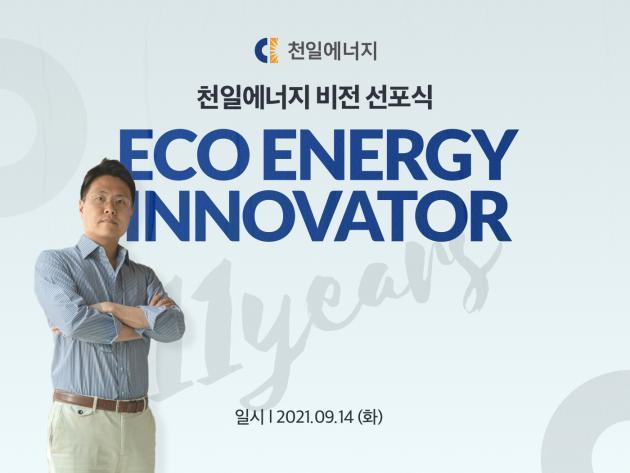 천일에너지
천일에너지 비전 선포식
ECO ENERGY
INNOVATOR
11years
일시 | 2021.09.14 (화)